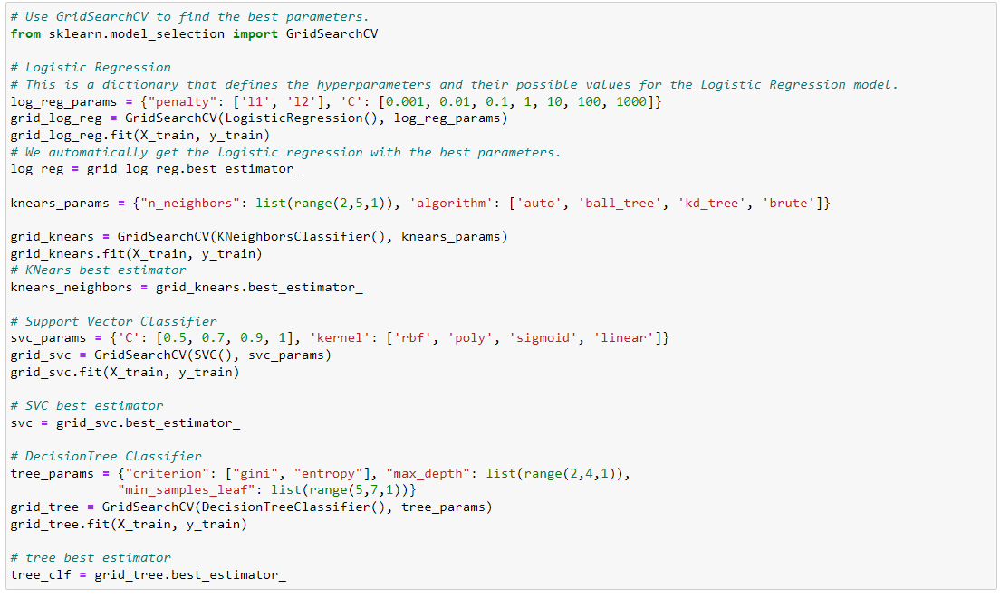 # Use GridSearchCV to find the best parameters.
from sklearn.model_selection import GridSearchCV

# Logistic Regression
# This is a dictionary that defines the hyperparameters and their possible values for the Logistic Regression model.
log_reg_params = {"penalty": ['l1', 'l2'], 'C': [0.001, 0.01, 0.1, 1, 10, 100, 1000]}
grid_log_reg = GridSearchCV(LogisticRegression(), log_reg_params)
grid_log_reg.fit(X_train, y_train)
# We automatically get the logistic regression with the best parameters.
log_reg = grid_log_reg.best_estimator_

knears_params = {"n_neighbors": list(range(2,5,1)), 'algorithm': ['auto', 'ball_tree', 'kd_tree', 'brute']}

grid_knears = GridSearchCV(KNeighborsClassifier(), knears_params)
grid_knears.fit(X_train, y_train)
# KNears best estimator
knears_neighbors = grid_knears.best_estimator_

# Support Vector Classifier
svc_params = {'C': [0.5, 0.7, 0.9, 1], 'kernel': ['rbf', 'poly', 'sigmoid', 'linear']}
grid_svc = GridSearchCV(SVC(), svc_params)
grid_svc.fit(X_train, y_train)

# SVC best estimator
svc = grid_svc.best_estimator_

# DecisionTree Classifier
tree_params = {"criterion": ["gini", "entropy"], "max_depth": list(range(2,4,1)),
              "min_samples_leaf": list(range(5,7,1))}
grid_tree = GridSearchCV(DecisionTreeClassifier(), tree_params)
grid_tree.fit(X_train, y_train)

# tree best estimator
tree_clf = grid_tree.best_estimator_